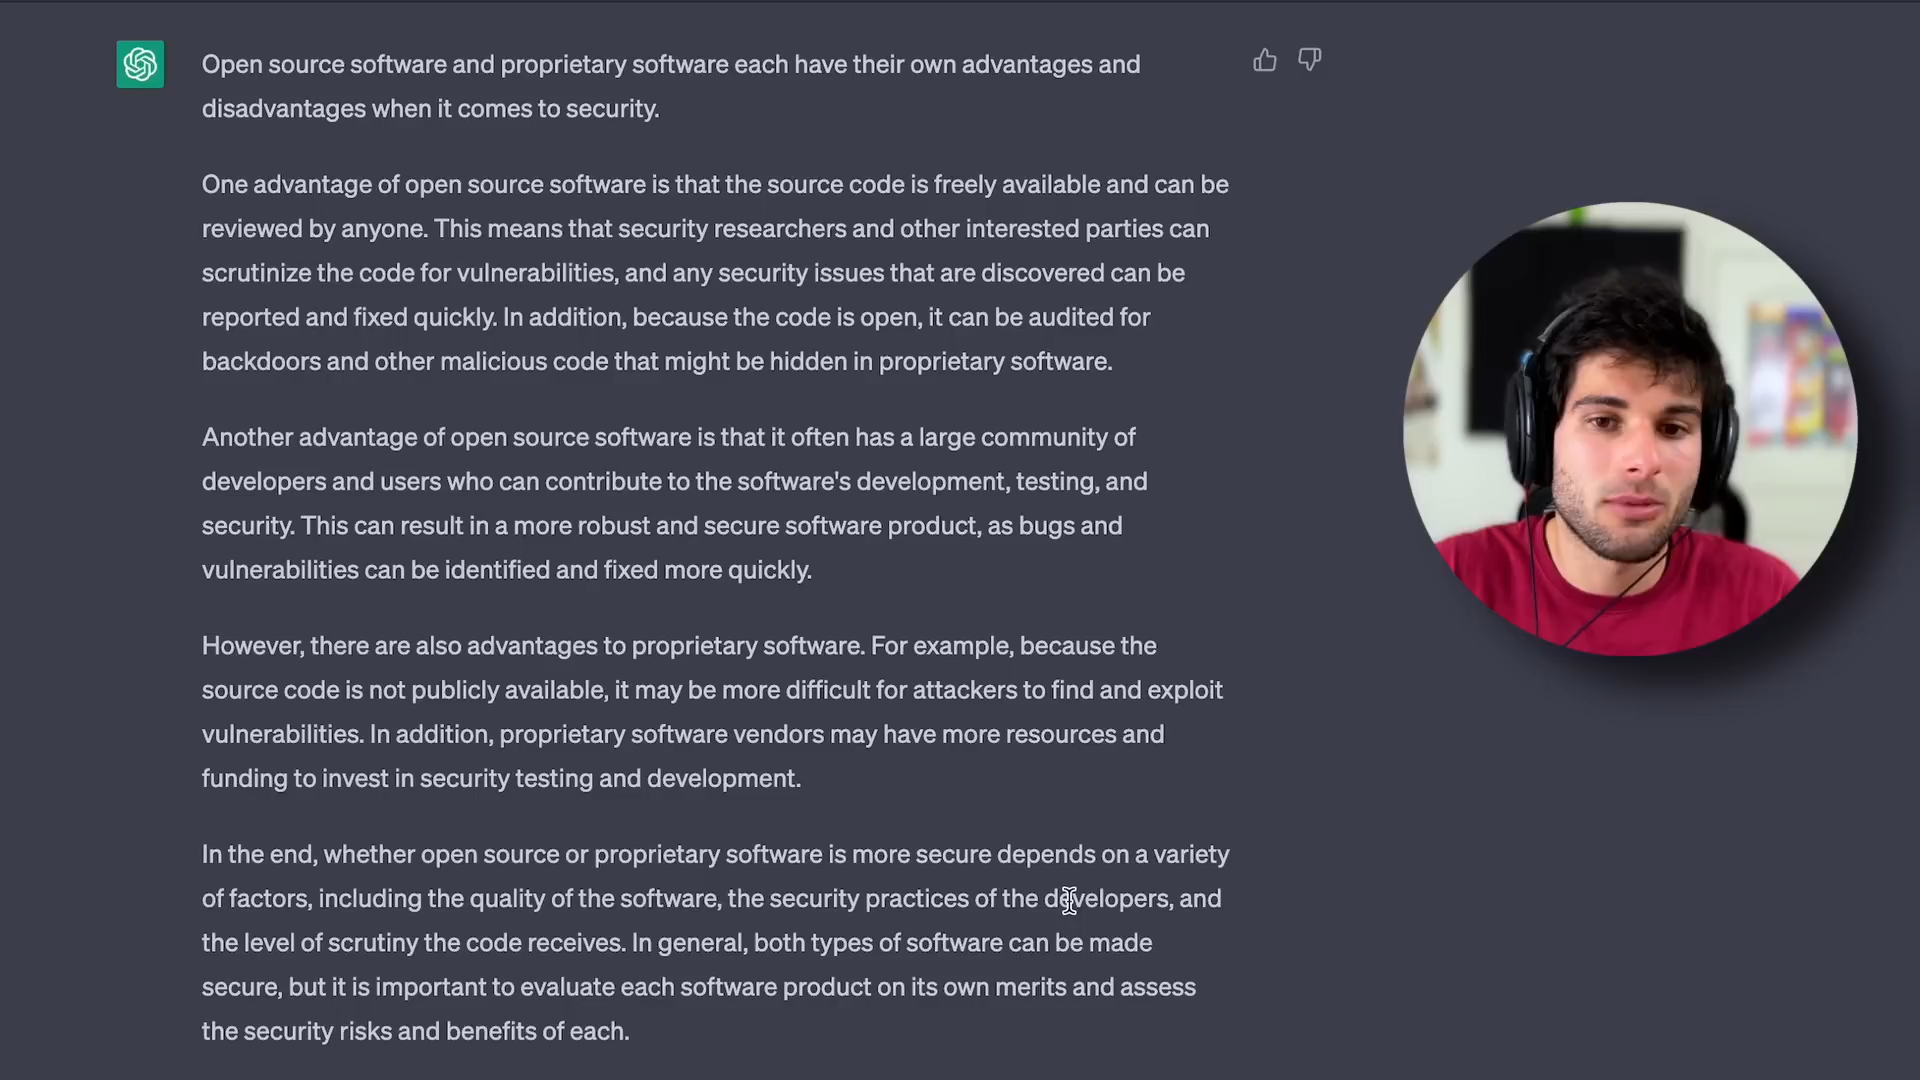 Open source software and proprietary software each have their own advantages and
disadvantages when it comes to security.
One advantage of open source software is that the source code is freely available and can be
reviewed by anyone. This means that security researchers and other interested parties can
scrutinize the code for vulnerabilities, and any security issues that are discovered can be
reported and fixed quickly. In addition, because the code is open, it can be audited for
backdoors and other malicious code that might be hidden in proprietary software.
Another advantage of open source software is that it often has a large community of
developers and users who can contribute to the software's development, testing, and
security. This can result in a more robust and secure software product, as bugs and
vulnerabilities can be identified and fixed more quickly.
However, there are also advantages to proprietary software. For example, because the
source code is not publicly available, it may be more difficult for attackers to find and exploit
vulnerabilities. In addition, proprietary software vendors may have more resources and
funding to invest in security testing and development.
In the end, whether open source or proprietary software is more secure depends on a variety
of factors, including the quality of the software, the security practices of the developers, and
the level of scrutiny the code receives. In general, both types of software can be made
secure, but it is important to evaluate each software product on its own merits and assess
the security risks and benefits of each.